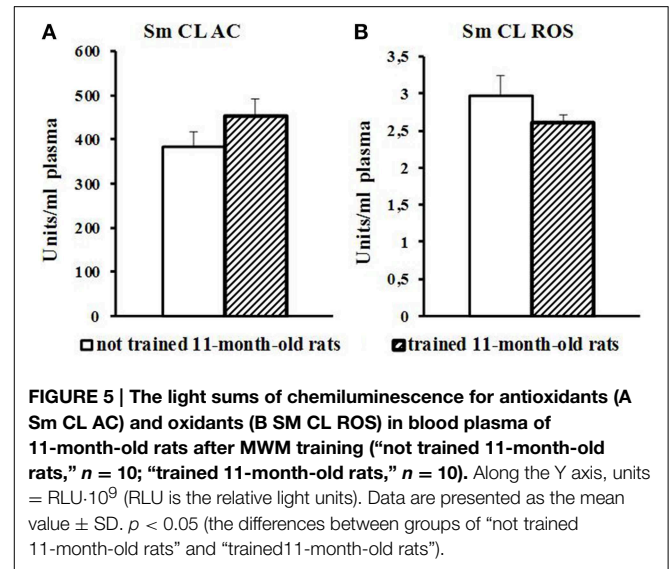 A Sm CL AC
B Sm CL ROS
Units/ml plasma
600
500
400
300
200
100
0
Units/ml plasma
3,5
3
2,5
2
1,5
1
0,5
0
not trained 11-month-old rats
trained 11-month-old rats
FIGURE 5 | The light sums of chemiluminescence for antioxidants (A
Sm CL AC) and oxidants (B SM CL ROS) in blood plasma of
11-month-old rats after MWM training (“not trained 11-month-old
rats,” n = 10; “trained 11-month-old rats,” n = 10). Along the Y axis, units
= RLU·10⁹ (RLU is the relative light units). Data are presented as the mean
value ± SD. p < 0.05 (the differences between groups of “not trained
11-month-old rats” and “trained11-month-old rats”).